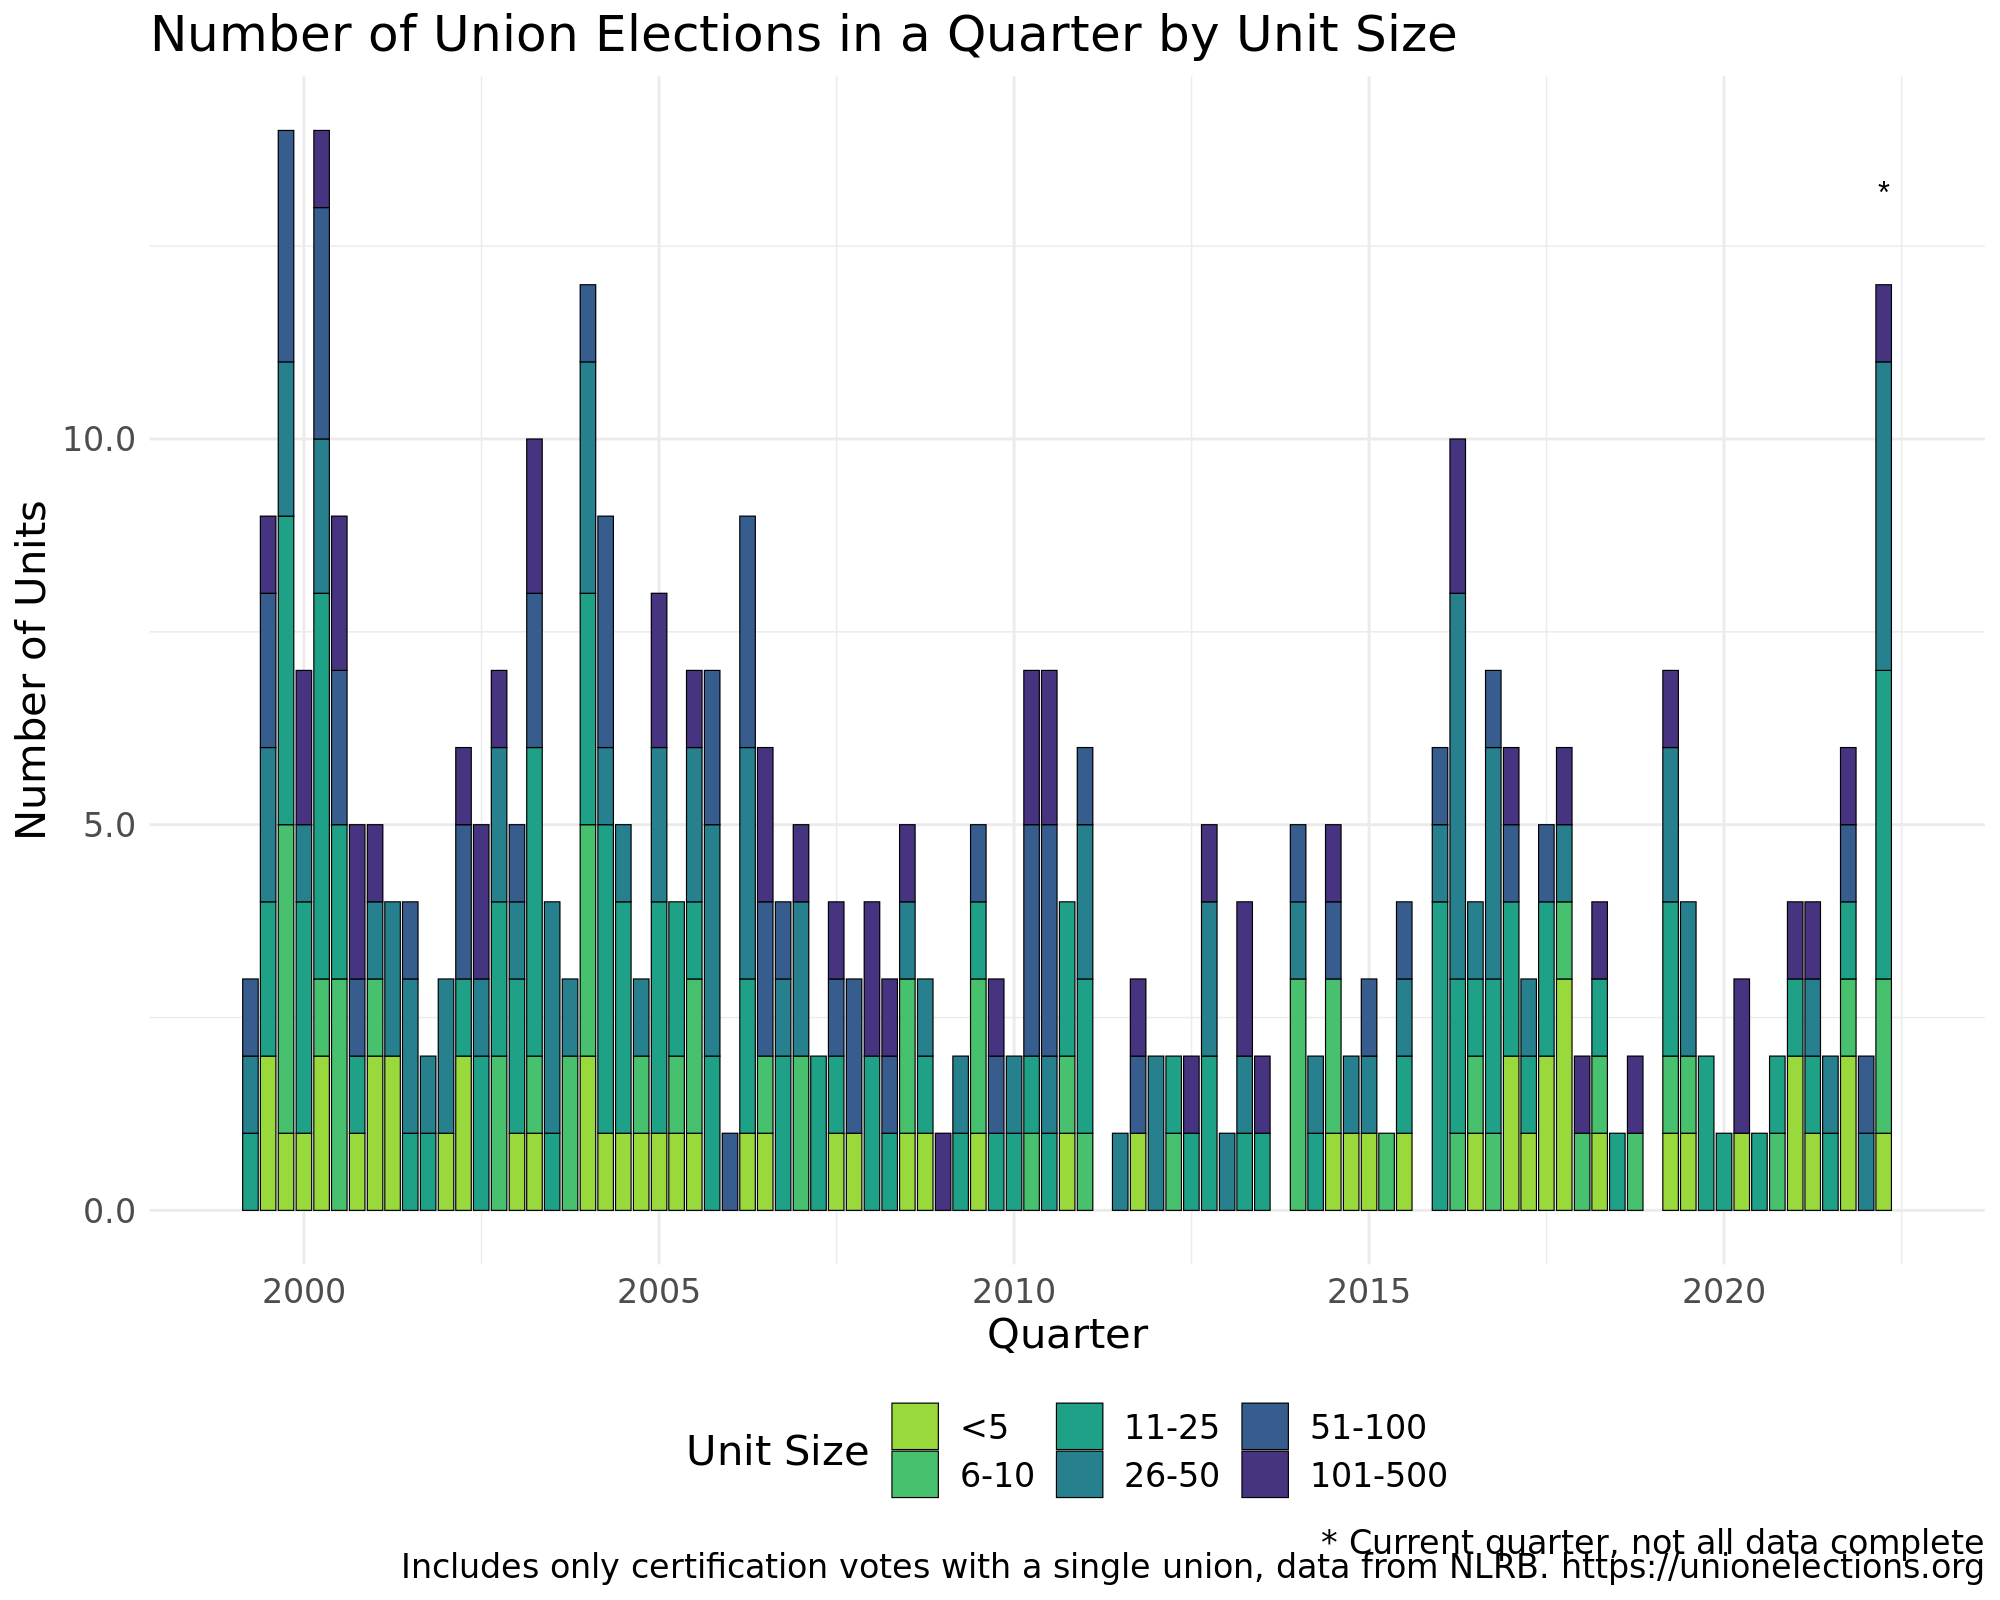 Number of Union Elections in a Quarter by Unit Size
*
Number of Units
10.0
5.0
0.0
2000 2005 2010 2015 2020
Quarter
Unit Size
<5 11-25 51-100
6-10 26-50 101-500
* Current quarter, not all data complete
Includes only certification votes with a single union, data from NLRB. https://unionelections.org